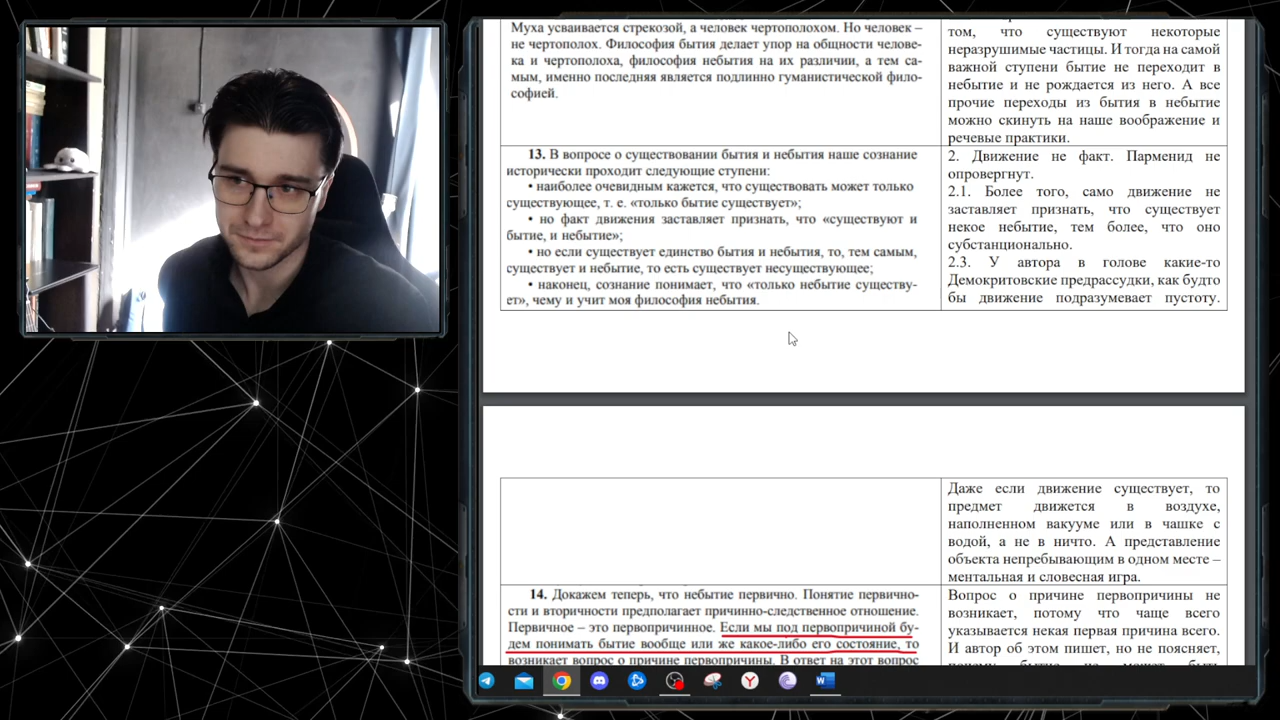 Муха усваивается стрекозой, а человек чертополохом. Но человек –
не чертополох. Философия бытия делает упор на общности челове-
ка и чертополоха, философия небытия на их различии, а тем са-
мым, именно последняя является подлинно гуманистической фило-
софией.
том, что существуют некоторые
неразрушимые частицы. И тогда на самой
важной ступени бытие не переходит в
небытие и не рождается из него. А все
прочие переходы из бытия в небытие
можно скинуть на наше воображение и
речевые практики.
13. В вопросе о существовании бытия и небытия наше сознание
исторически проходит следующие ступени:
• наиболее очевидным кажется, что существовать может только
существующее, т. е. «только бытие существует»;
• но факт движения заставляет признать, что «существуют и
бытие, и небытие»;
• но если существует единство бытия и небытия, то, тем самым,
существует и небытие, то есть существует несуществующее;
• наконец, сознание понимает, что «только небытие существу-
ет», чему и учит моя философия небытия.
2. Движение не факт. Парменид не
опровергнут.
2.1. Более того, само движение не
заставляет признать, что существует
некое небытие, тем более, что оно
субстанционально.
2.3. У автора в голове какие-то
Демокритовские предрассудки, как будто
бы движение подразумевает пустоту.
Даже если движение существует, то
предмет движется в воздухе,
наполненном вакууме или в чашке с
водой, а не в ничто. А представление
объекта непребывающим в одном месте –
ментальная и словесная игра.
14. Докажем теперь, что небытие первично. Понятие первично-
сти и вторичности предполагает причинно-следственное отношение.
Первичное – это первопричинное. Если мы под первопричиной бу-
дем понимать бытие вообще или же какое-либо его состояние, то
возникает вопрос о причине первопричины. В ответ на этот вопрос
Вопрос о причине первопричины не
возникает, потому что чаще всего
указывается некая первая причина всего.
И автор об этом пишет, но не поясняет,